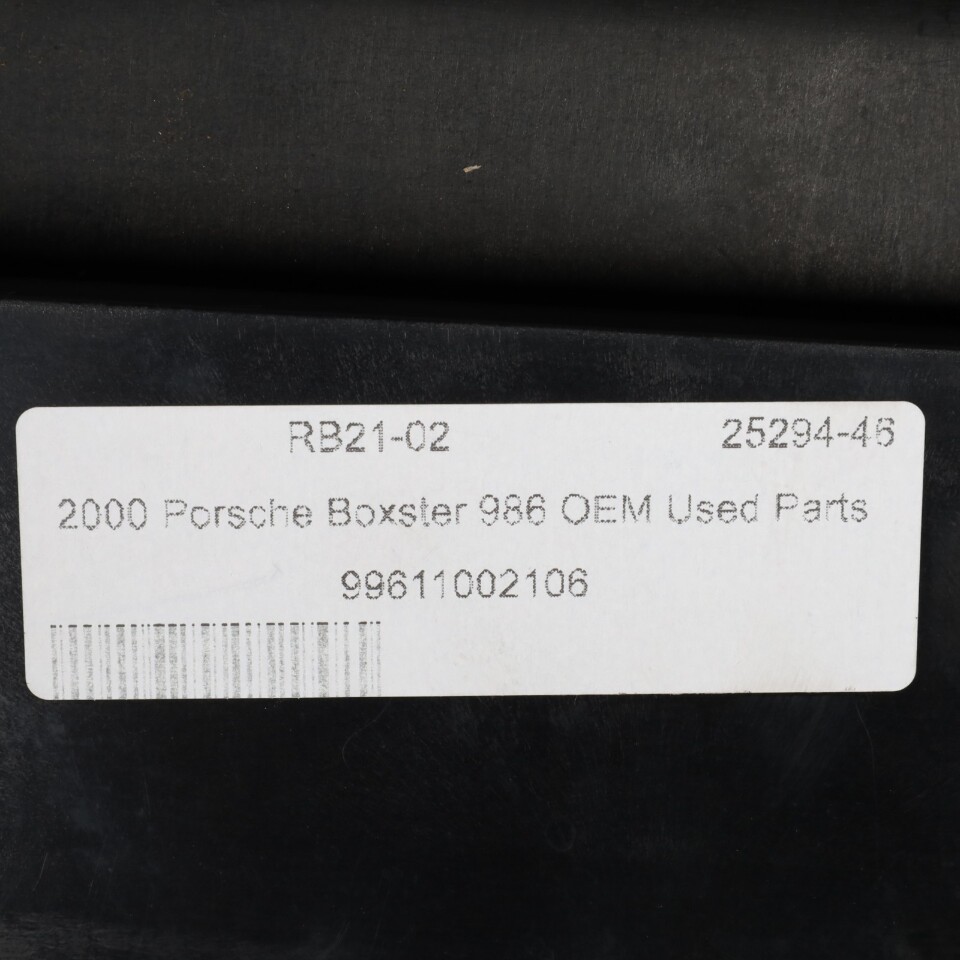 RB21-02 25294-46
2000 Porsche Boxster 986 OEM Used Parts
99611002106